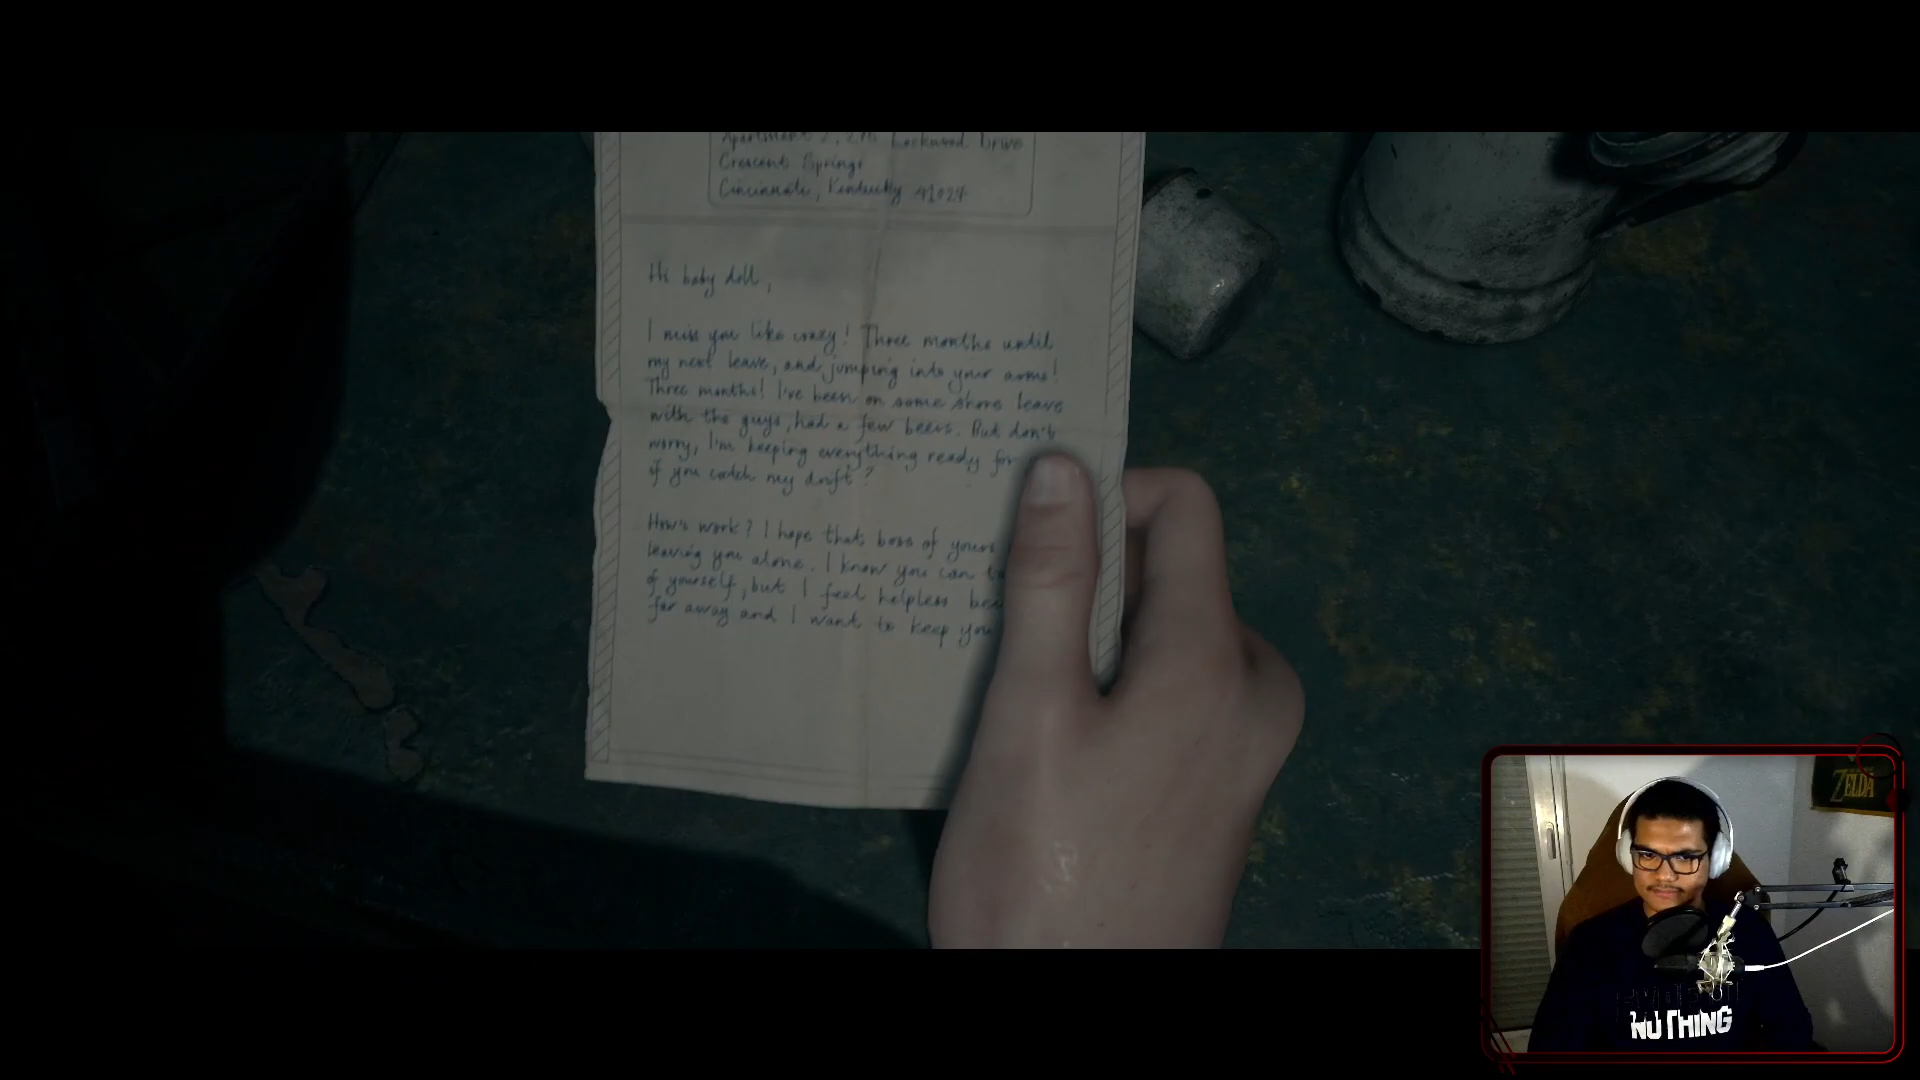 Apartment 2, Lockwood Drive
Crescent Springs
Cincinnati, Kentucky 41024
Hi baby doll,
I miss you like crazy! Three months until
my next leave, and jumping into your arms!
Three months! I've been on some shore leave
with the guys, had a few beers. But don't
worry, I'm keeping everything ready for
if you catch my drift?
How's work? I hope that boss of yours
leaving you alone. I know you can
of yourself, but I feel helpless
far away and I want to keep you
ZELDA
NOTHING